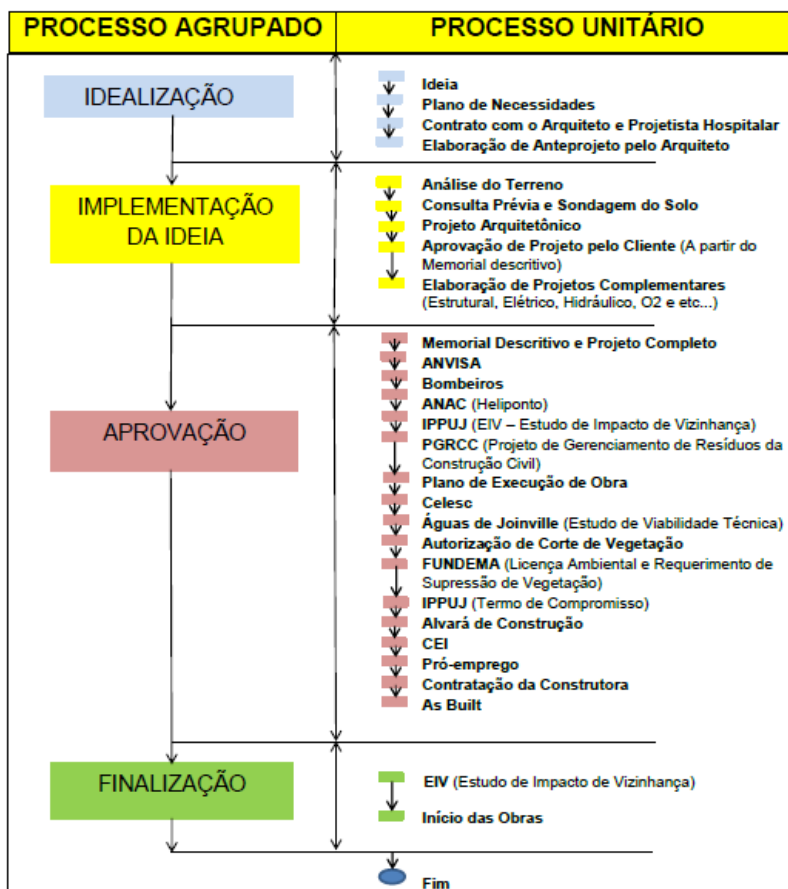 PROCESSO AGRUPADO
PROCESSO UNITÁRIO
IDEALIZAÇÃO
Ideia
Plano de Necessidades
Contrato com o Arquiteto e Projetista Hospitalar
Elaboração de Anteprojeto pelo Arquiteto
IMPLEMENTAÇÃO
DA IDEIA
Análise do Terreno
Consulta Prévia e Sondagem do Solo
Projeto Arquitetônico
Aprovação de Projeto pelo Cliente (A partir do
Memorial descritivo)
Elaboração de Projetos Complementares
(Estrutural, Elétrico, Hidráulico, O2 e etc...)
APROVAÇÃO
Memorial Descritivo e Projeto Completo
ANVISA
Bombeiros
ANAC (Heliponto)
IPPUJ (EIV – Estudo de Impacto de Vizinhança)
PGRCC (Projeto de Gerenciamento de Resíduos da
Construção Civil)
Plano de Execução de Obra
Celesc
Águas de Joinville (Estudo de Viabilidade Técnica)
Autorização de Corte de Vegetação
FUNDEMA (Licença Ambiental e Requerimento de
Supressão de Vegetação)
IPPUJ (Termo de Compromisso)
Alvará de Construção
CEI
Pró-emprego
Contratação da Construtora
As Built
FINALIZAÇÃO
EIV (Estudo de Impacto de Vizinhança)
Início das Obras
Fim